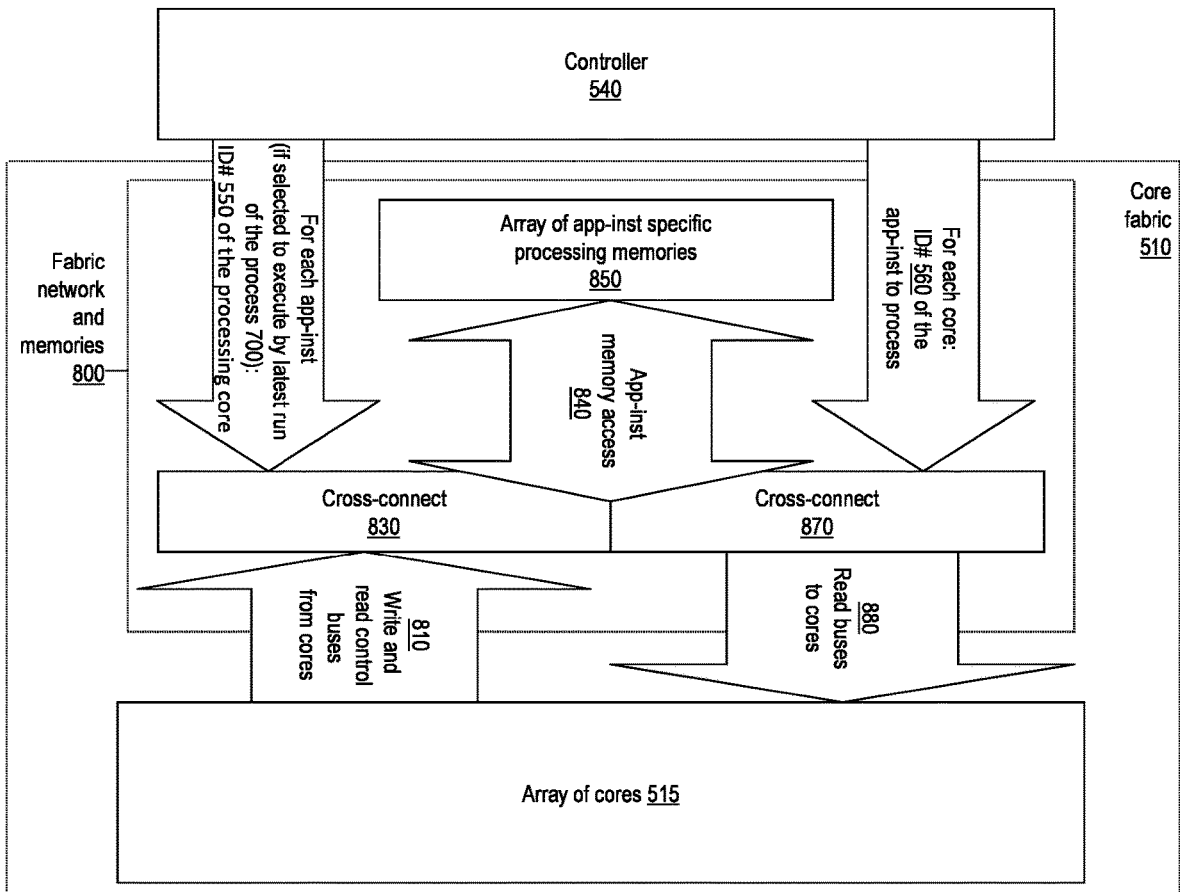 Controller
540
For each app-inst
(if selected to execute by latest run
of the process 700):
ID# 550 of the processing core
For each core:
ID# 560 of the
app-inst to process
Core
fabric
510
Array of app-inst specific
processing memories
850
Fabric
network
and
memories
800
App-inst
memory access
840
Cross-connect
830
Cross-connect
870
810
Write and
read control
buses
from cores
880
Read buses
to cores
Array of cores 515